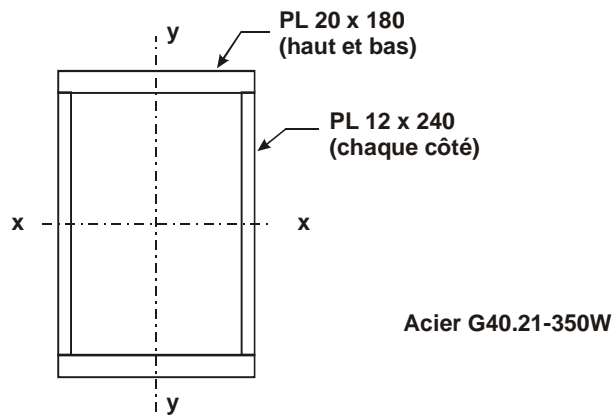 y
PL 20 x 180
(haut et bas)
PL 12 x 240
(chaque côté)
x
x
Acier G40.21-350W
y